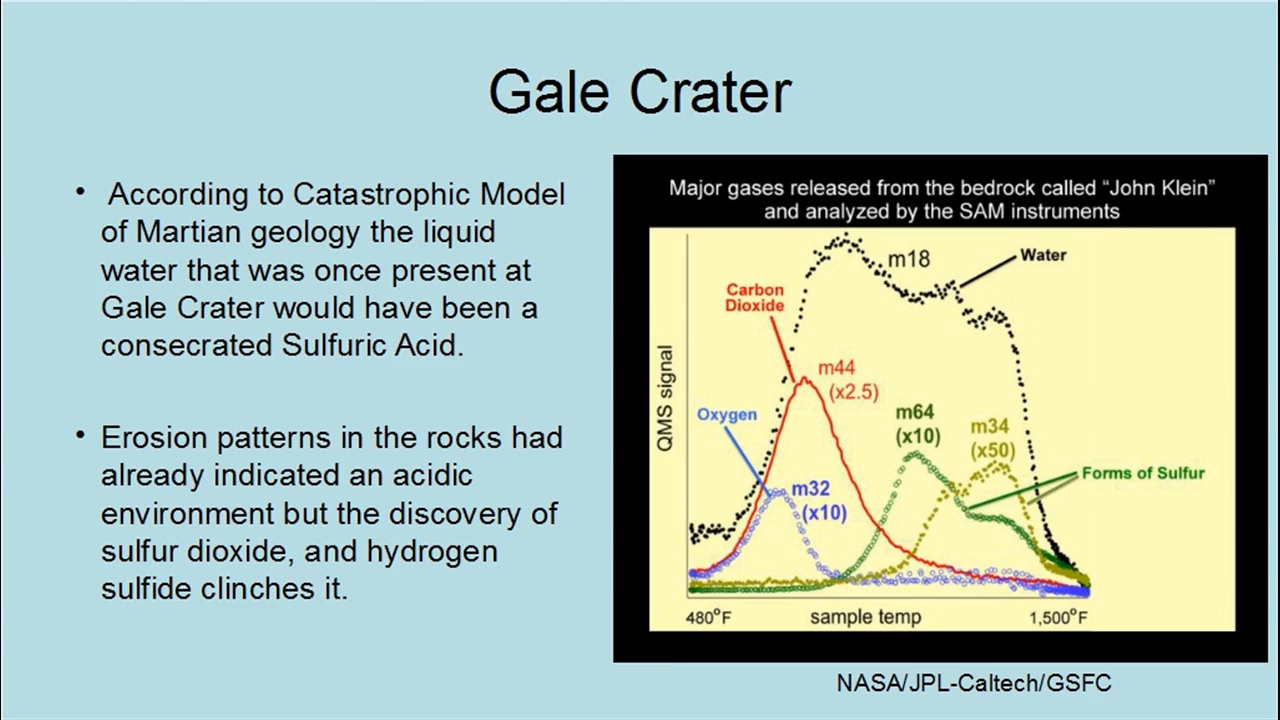 Gale Crater
• According to Catastrophic Model
of Martian geology the liquid
water that was once present at
Gale Crater would have been a
consecrated Sulfuric Acid.
• Erosion patterns in the rocks had
already indicated an acidic
environment but the discovery of
sulfur dioxide, and hydrogen
sulfide clinches it.
Major gases released from the bedrock called “John Klein”
and analyzed by the SAM instruments
m18
Water
Carbon
Dioxide
m44
(x2.5)
Oxygen
m32
(x10)
m64
(x10)
m34
(x50)
Forms of Sulfur
QMS signal
480°F
sample temp
1,500°F
NASA/JPL-Caltech/GSFC